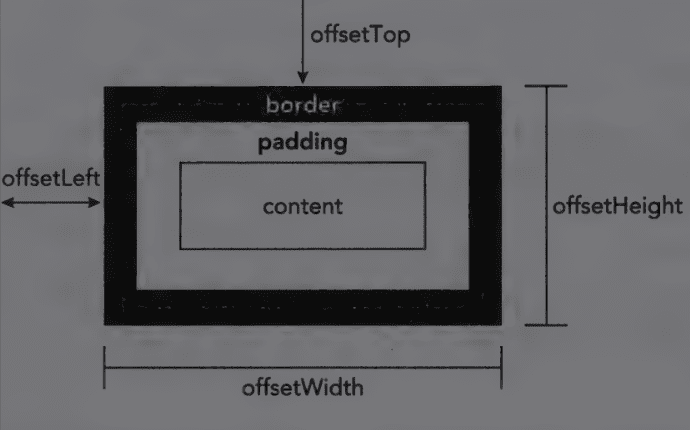 offsetTop
border
padding
offsetLeft
content
offsetHeight
offsetWidth